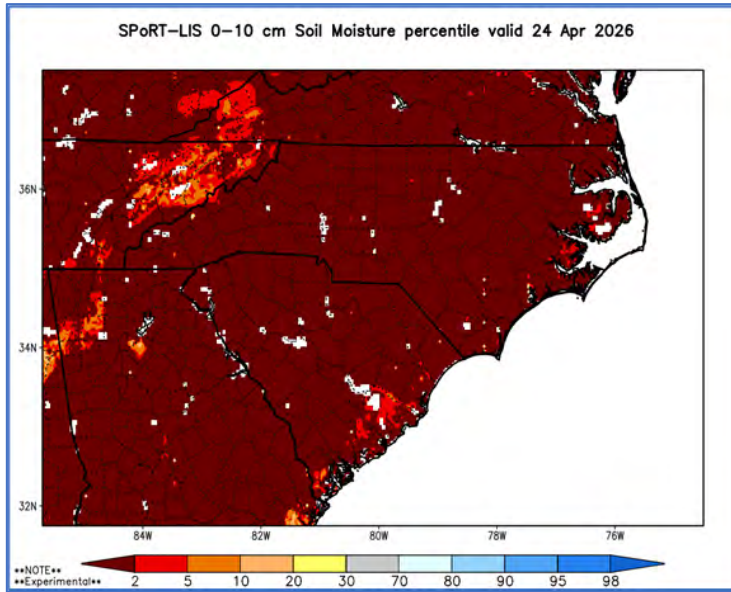 SPoRT-LIS 0-10 cm Soil Moisture percentile valid 24 Apr 2026
36N
34N
32N
84W 82W 80W 78W 76W
**NOTE**
**Experimental**
2 5 10 20 30 70 80 90 95 98